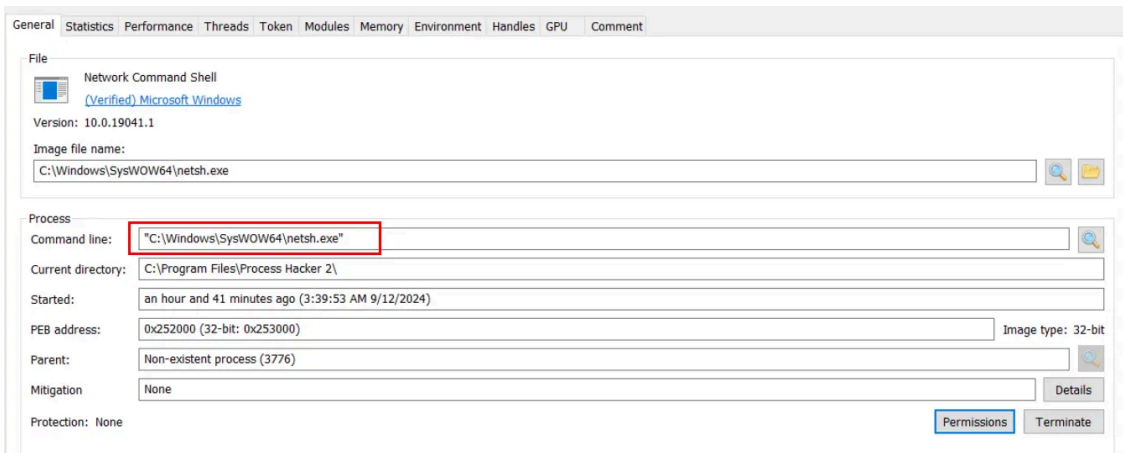 General Statistics Performance Threads Token Modules Memory Environment Handles GPU Comment
File
Network Command Shell
(Verified) Microsoft Windows
Version: 10.0.19041.1
Image file name:
C:\Windows\SysWOW64\netsh.exe
Process
Command line: "C:\Windows\SysWOW64\netsh.exe"
Current directory: C:\Program Files\Process Hacker 2\
Started: an hour and 41 minutes ago (3:39:53 AM 9/12/2024)
PEB address: 0x252000 (32-bit: 0x253000) Image type: 32-bit
Parent: Non-existent process (3776)
Mitigation None Details
Protection: None Permissions Terminate